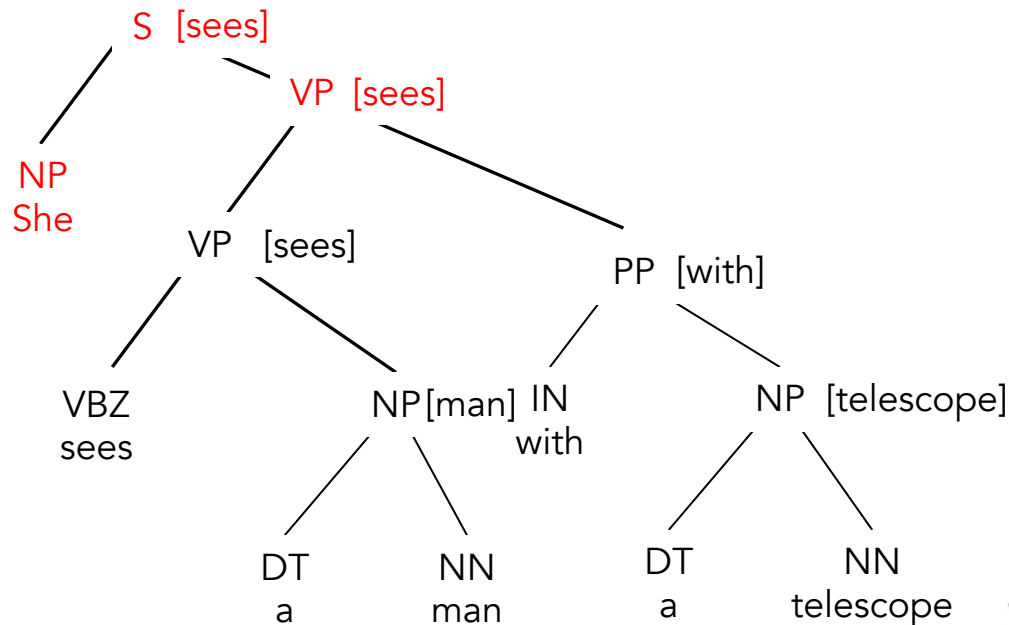 S [sees]
VP [sees]
NP
She
VP [sees]
PP [with]
VBZ
sees
NP [man]
IN
with
NP [telescope]
DT
a
NN
man
DT
a
NN
telescope